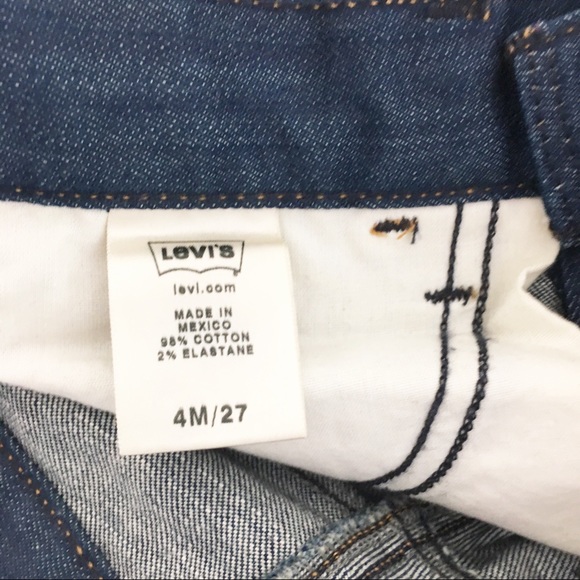 Levi's
levi.com
MADE IN
MEXICO
98% COTTON
2% ELASTANE
4M/27